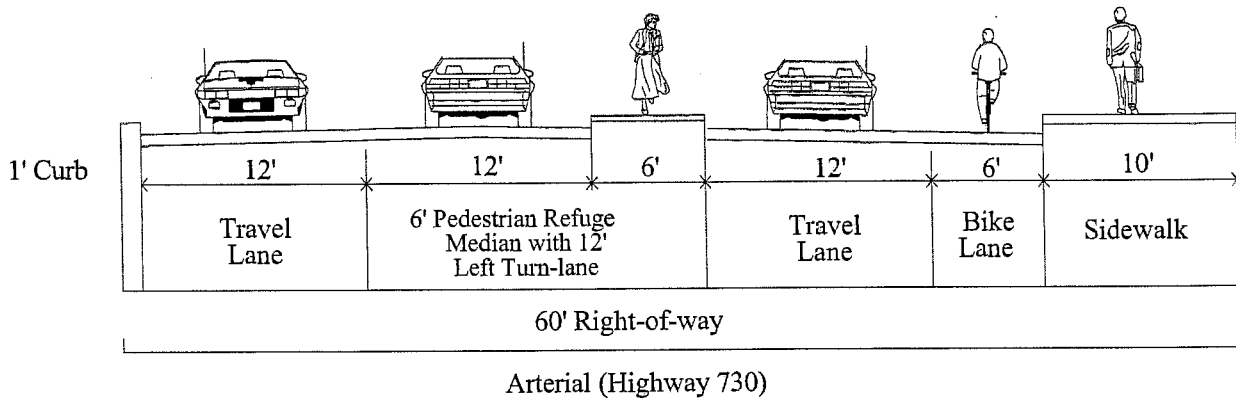 1' Curb
12'
12'
6'
12'
6'
10'
Travel
Lane
6' Pedestrian Refuge
Median with 12'
Left Turn-lane
Travel
Lane
Bike
Lane
Sidewalk
60' Right-of-way
Arterial (Highway 730)